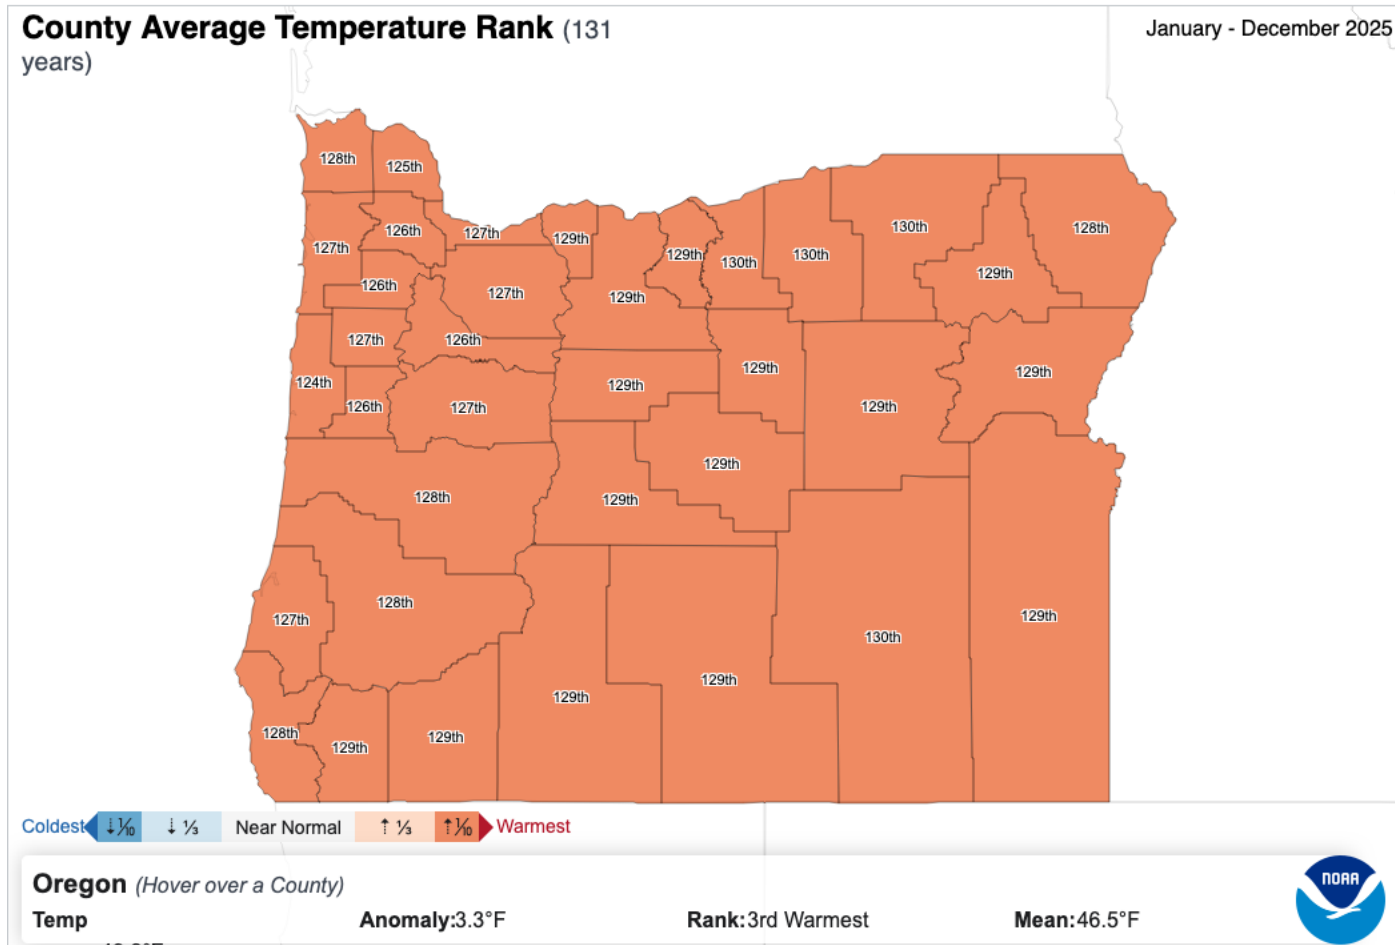 County Average Temperature Rank (131
years)
January - December 2025
128th
125th
127th
126th
127th
129th
129th
130th
130th
130th
128th
126th
127th
129th
129th
127th
126th
129th
129th
124th
126th
127th
129th
129th
129th
128th
129th
129th
127th
128th
130th
129th
128th
129th
129th
129th
129th
Coldest
↓⅒
↓ ⅓
Near Normal
↑ ⅓
↑⅒
Warmest
Oregon (Hover over a County)
Temp
Anomaly:3.3°F
Rank:3rd Warmest
Mean:46.5°F
NOAA